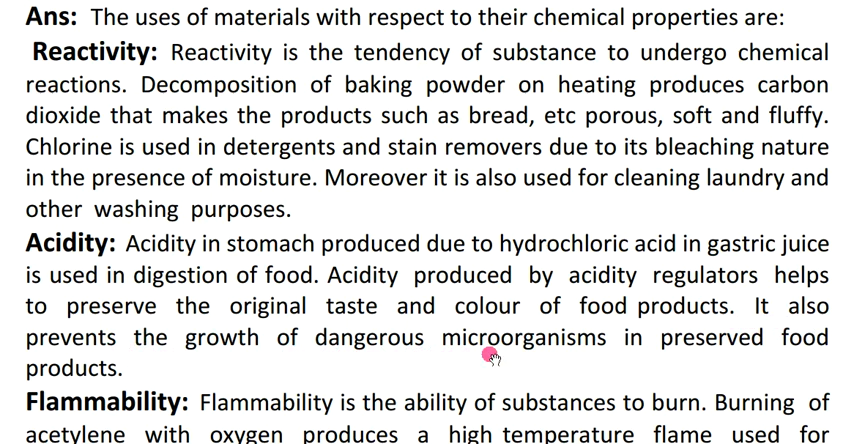 Ans: The uses of materials with respect to their chemical properties are:
Reactivity: Reactivity is the tendency of substance to undergo chemical
reactions. Decomposition of baking powder on heating produces carbon
dioxide that makes the products such as bread, etc porous, soft and fluffy.
Chlorine is used in detergents and stain removers due to its bleaching nature
in the presence of moisture. Moreover it is also used for cleaning laundry and
other washing purposes.
Acidity: Acidity in stomach produced due to hydrochloric acid in gastric juice
is used in digestion of food. Acidity produced by acidity regulators helps
to preserve the original taste and colour of food products. It also
prevents the growth of dangerous microorganisms in preserved food
products.
Flammability: Flammability is the ability of substances to burn. Burning of
acetylene with oxygen produces a high temperature flame used for